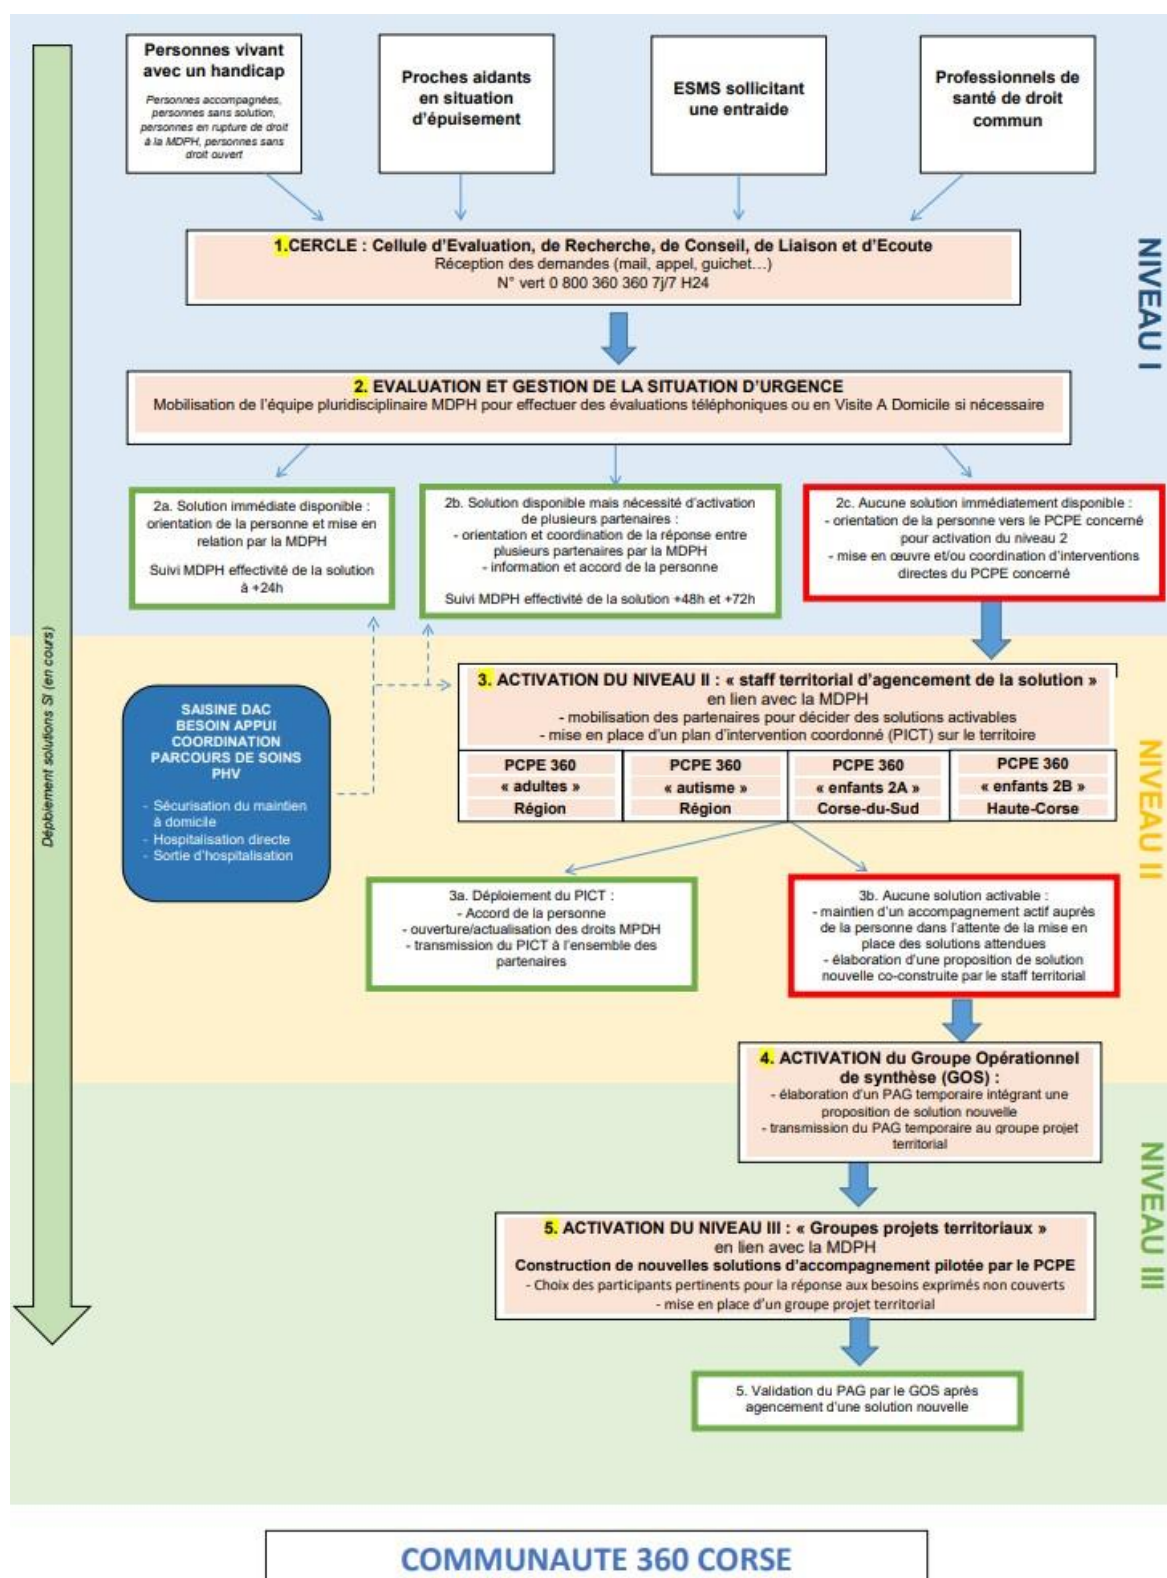 Personnes vivant
avec un handicap
Personnes accompagnées,
personnes sans solution,
personnes en rupture de droit
à la MDPH, personnes sans
droit ouvert
Proches aidants
en situation
d'épuisement
ESMS sollicitant
une entraide
Professionnels de
santé de droit
commun
1.CERCLE : Cellule d'Evaluation, de Recherche, de Conseil, de Liaison et d'Ecoute
Réception des demandes (mail, appel, guichet…)
N° vert 0 800 360 360 7j/7 H24
NIVEAU I
2. EVALUATION ET GESTION DE LA SITUATION D'URGENCE
Mobilisation de l'équipe pluridisciplinaire MDPH pour effectuer des évaluations téléphoniques ou en Visite A Domicile si nécessaire
2a. Solution immédiate disponible :
orientation de la personne et mise en
relation par la MDPH
Suivi MDPH effectivité de la solution
à +24h
2b. Solution disponible mais nécessité d'activation
de plusieurs partenaires :
- orientation et coordination de la réponse entre
plusieurs partenaires par la MDPH
- information et accord de la personne
Suivi MDPH effectivité de la solution +48h et +72h
2c. Aucune solution immédiatement disponible :
- orientation de la personne vers le PCPE concerné
pour activation du niveau 2
- mise en œuvre et/ou coordination d'interventions
directes du PCPE concerné
Déploiement solutions SI (en cours)
3. ACTIVATION DU NIVEAU II : « staff territorial d'agencement de la solution »
en lien avec la MDPH
- mobilisation des partenaires pour décider des solutions activables
- mise en place d'un plan d'intervention coordonné (PICT) sur le territoire
PCPE 360
« adultes »
Région
PCPE 360
« autisme »
Région
PCPE 360
« enfants 2A »
Corse-du-Sud
PCPE 360
« enfants 2B »
Haute-Corse
SAISINE DAC
BESOIN APPUI
COORDINATION
PARCOURS DE SOINS
PHV
- Sécurisation du maintien
à domicile
- Hospitalisation directe
- Sortie d'hospitalisation
NIVEAU II
3a. Déploiement du PICT :
- Accord de la personne
- ouverture/actualisation des droits MPDH
- transmission du PICT à l'ensemble des
partenaires
3b. Aucune solution activable :
- maintien d'un accompagnement actif auprès
de la personne dans l'attente de la mise en
place des solutions attendues
- élaboration d'une proposition de solution
nouvelle co-construite par le staff territorial
4. ACTIVATION du Groupe Opérationnel
de synthèse (GOS) :
- élaboration d'un PAG temporaire intégrant une
proposition de solution nouvelle
- transmission du PAG temporaire au groupe projet
territorial
NIVEAU III
5. ACTIVATION DU NIVEAU III : « Groupes projets territoriaux »
en lien avec la MDPH
Construction de nouvelles solutions d'accompagnement pilotée par le PCPE
- Choix des participants pertinents pour la réponse aux besoins exprimés non couverts
- mise en place d'un groupe projet territorial
5. Validation du PAG par le GOS après
agencement d'une solution nouvelle
COMMUNAUTE 360 CORSE